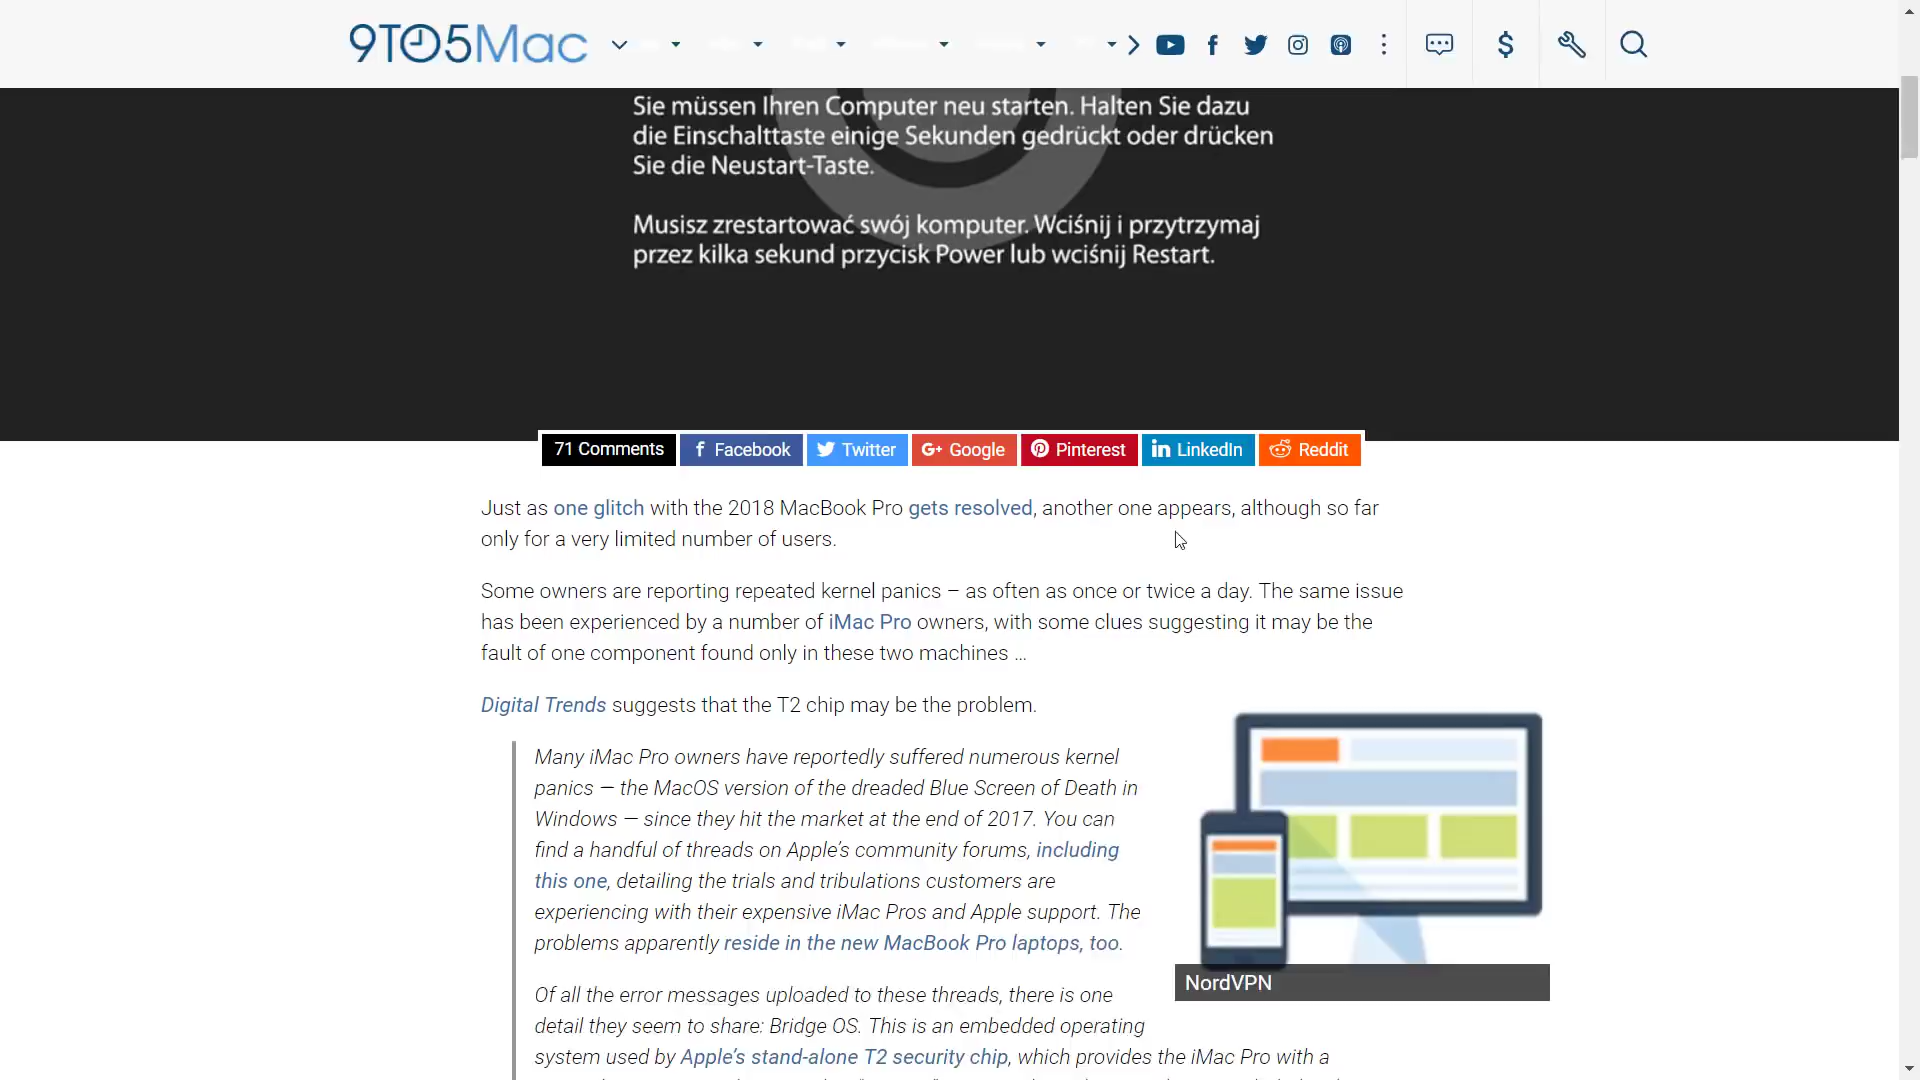 9TO5Mac
Sie müssen Ihren Computer neu starten. Halten Sie dazu
die Einschalttaste einige Sekunden gedrückt oder drücken
Sie die Neustart-Taste.
Musisz zrestartować swój komputer. Wciśnij i przytrzymaj
przez kilka sekund przycisk Power lub wciśnij Restart.
71 Comments Facebook Twitter Google Pinterest LinkedIn Reddit
Just as one glitch with the 2018 MacBook Pro gets resolved, another one appears, although so far
only for a very limited number of users.
Some owners are reporting repeated kernel panics – as often as once or twice a day. The same issue
has been experienced by a number of iMac Pro owners, with some clues suggesting it may be the
fault of one component found only in these two machines …
Digital Trends suggests that the T2 chip may be the problem.
Many iMac Pro owners have reportedly suffered numerous kernel
panics — the MacOS version of the dreaded Blue Screen of Death in
Windows — since they hit the market at the end of 2017. You can
find a handful of threads on Apple’s community forums, including
this one, detailing the trials and tribulations customers are
experiencing with their expensive iMac Pros and Apple support. The
problems apparently reside in the new MacBook Pro laptops, too.
NordVPN
Of all the error messages uploaded to these threads, there is one
detail they seem to share: Bridge OS. This is an embedded operating
system used by Apple’s stand-alone T2 security chip, which provides the iMac Pro with a